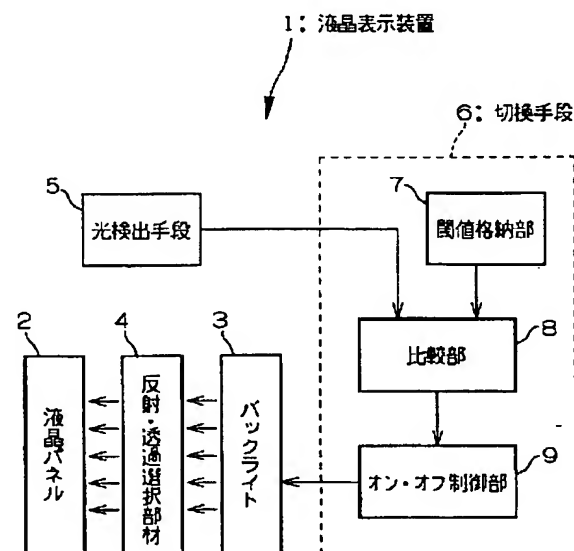 1: 液晶表示装置
6: 切換手段
5
光検出手段
7
閾値格納部
8
比較部
2
液晶パネル
4
反射・透過選択部材
3
バックライト
9
オン・オフ制御部